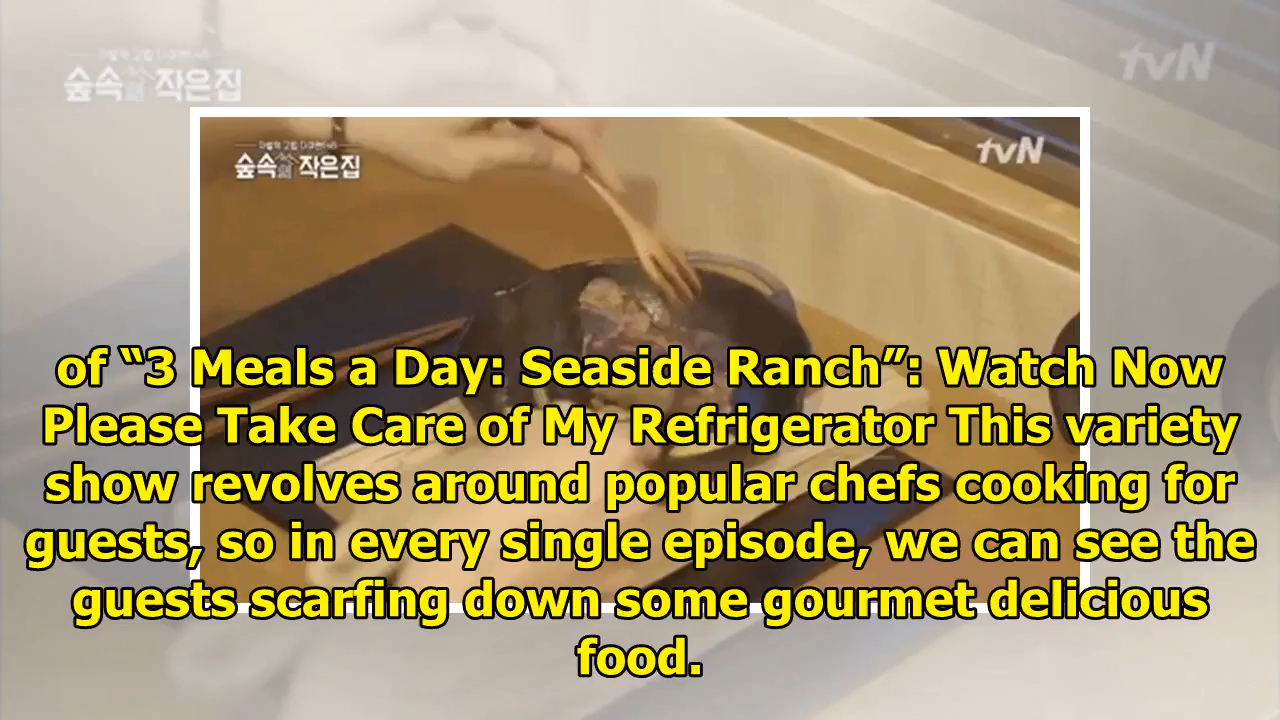 숲속의 작은집
tvN
숲속의 작은집
tvN
of “3 Meals a Day: Seaside Ranch”: Watch Now
Please Take Care of My Refrigerator This variety
show revolves around popular chefs cooking for
guests, so in every single episode, we can see the
guests scarfing down some gourmet delicious
food.